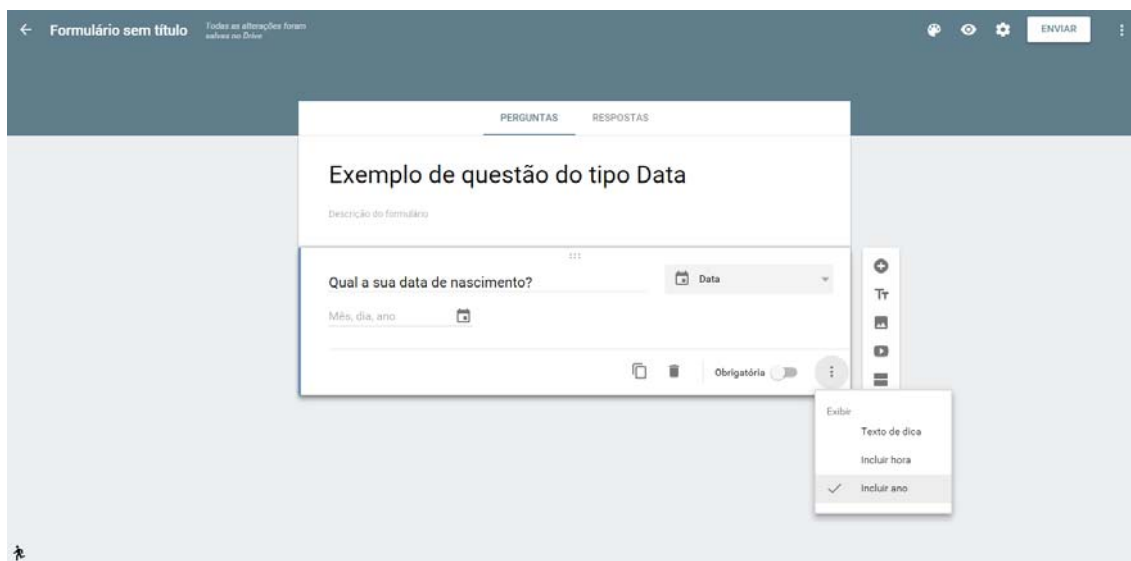 Formulário sem título
Todas as alterações foram
salvas no Drive
ENVIAR
PERGUNTAS RESPOSTAS
Exemplo de questão do tipo Data
Descrição do formulário
Qual a sua data de nascimento?
Data
Mês, dia, ano
Obrigatória
Exibir
Texto de dica
Incluir hora
Incluir ano